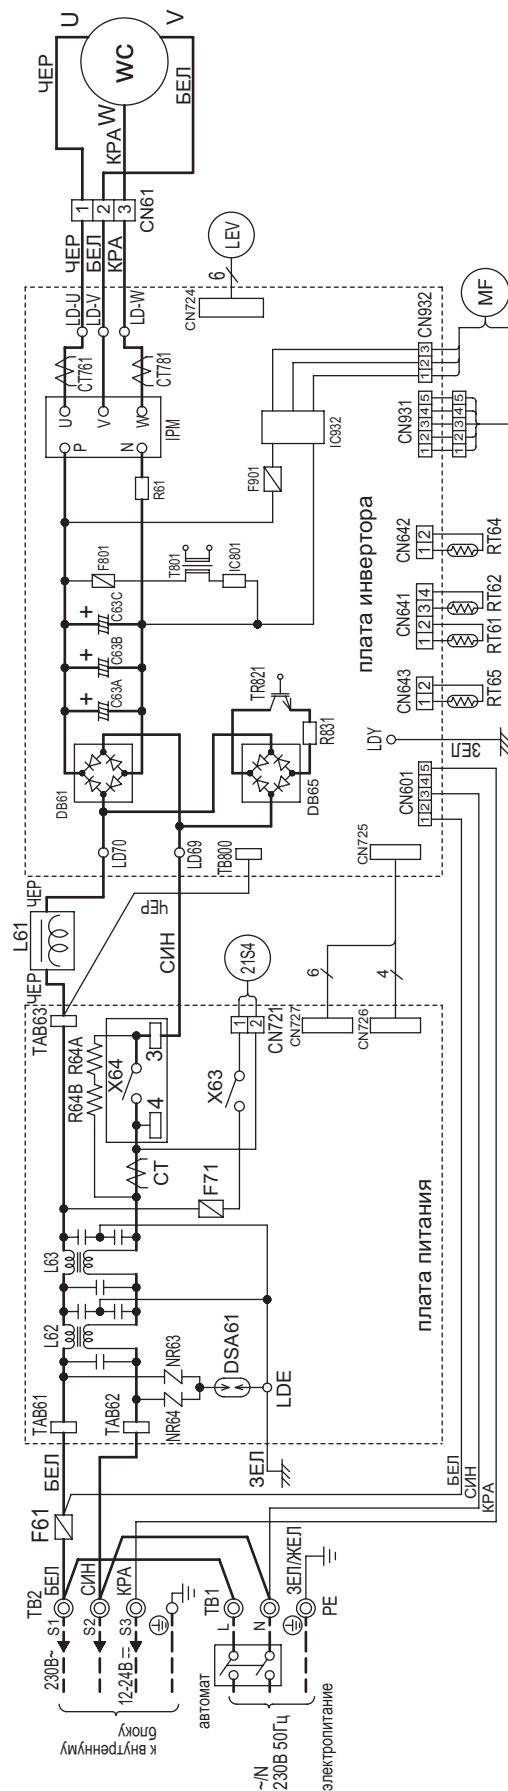 U
V
WC
W
ЧЕР
КРА
БЕЛ
1
2
3
CN61
ЧЕР
БЕЛ
КРА
LD-U
LD-V
LD-W
LEV
6
CN724
CT761
CT781
U
V
W
P
N
IPM
R61
CN932
1 2 3
MF
CN931
1 2 3 4 5
1 2 3 4 5
IC932
F901
F801
T801
IC801
+ C63C
+ C63B
+ C63A
плата инвертора
CN642
1 2
RT64
CN641
1 2 3 4
RT62
RT61
CN643
1 2
RT65
LDY
ЗЕЛ
CN601
1 2 3 4 5
TR821
R831
DB61
DB65
LD70
LD69
TB800
CN725
ЧЕР
L61
ЧЕР
ЧЕР
СИН
TAB63
R64A
R64B
X64
3
4
CT
21S4
1
2
CN721
X63
F71
6
4
CN727
CN726
плата питания
L63
L62
NR63
NR64
DSA61
LDE
TAB61
TAB62
ЗЕЛ
БЕЛ
F61
БЕЛ
СИН
КРА
TB2
БЕЛ
СИН
КРА
S1
S2
S3
230В~
12-24В
к внутреннему
блоку
TB1
L
N
ЗЕЛ/ЖЕЛ
PE
автомат
~/N
230В 50Гц
электропитание